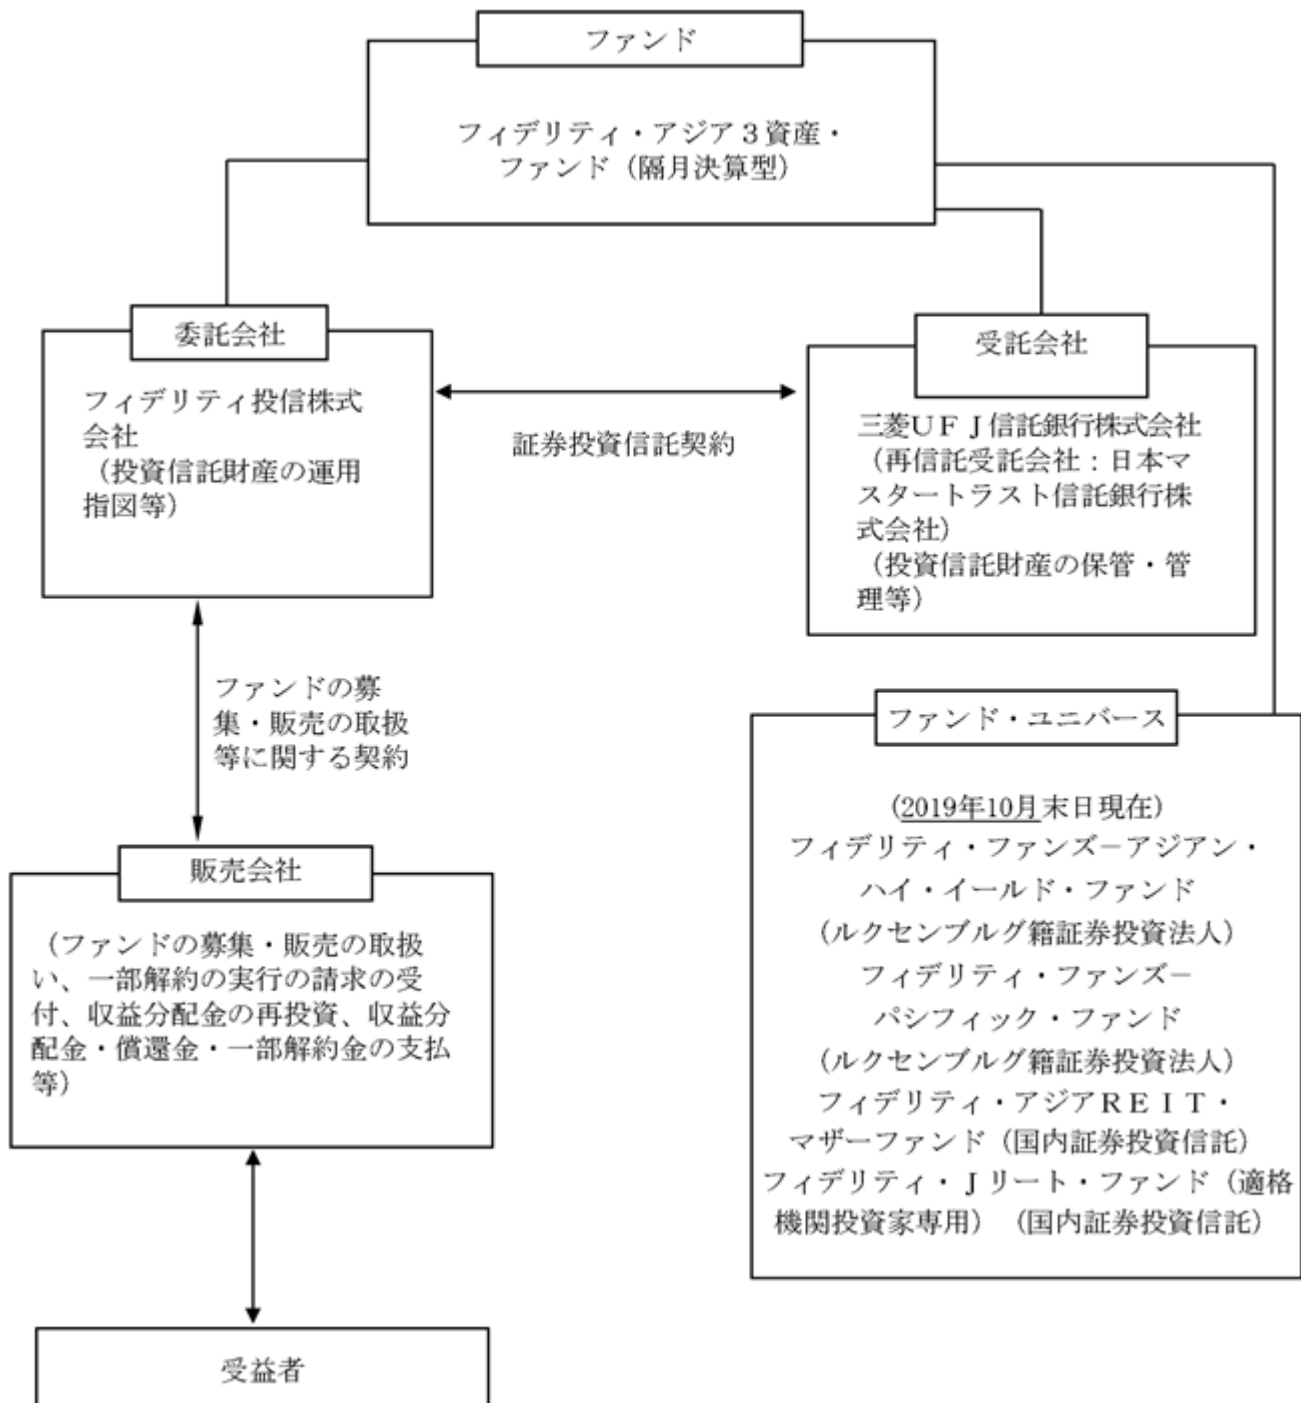 ファンド
フィデリティ・アジア３資産・
ファンド（隔月決算型）
委託会社
フィデリティ投信株式
会社
（投資信託財産の運用
指図等）
証券投資信託契約
受託会社
三菱ＵＦＪ信託銀行株式会社
（再信託受託会社：日本マ
スタートラスト信託銀行株
式会社）
（投資信託財産の保管・管
理等）
ファンドの募
集・販売の取扱
等に関する契約
販売会社
（ファンドの募集・販売の取扱
い、一部解約の実行の請求の受
付、収益分配金の再投資、収益分
配金・償還金・一部解約金の支払
等）
受益者
ファンド・ユニバース
（2019年10月末日現在）
フィデリティ・ファンズ－アジアン・
ハイ・イールド・ファンド
（ルクセンブルグ籍証券投資法人）
フィデリティ・ファンズ－
パシフィック・ファンド
（ルクセンブルグ籍証券投資法人）
フィデリティ・アジアＲＥＩＴ・
マザーファンド（国内証券投資信託）
フィデリティ・Ｊリート・ファンド（適格
機関投資家専用）（国内証券投資信託）